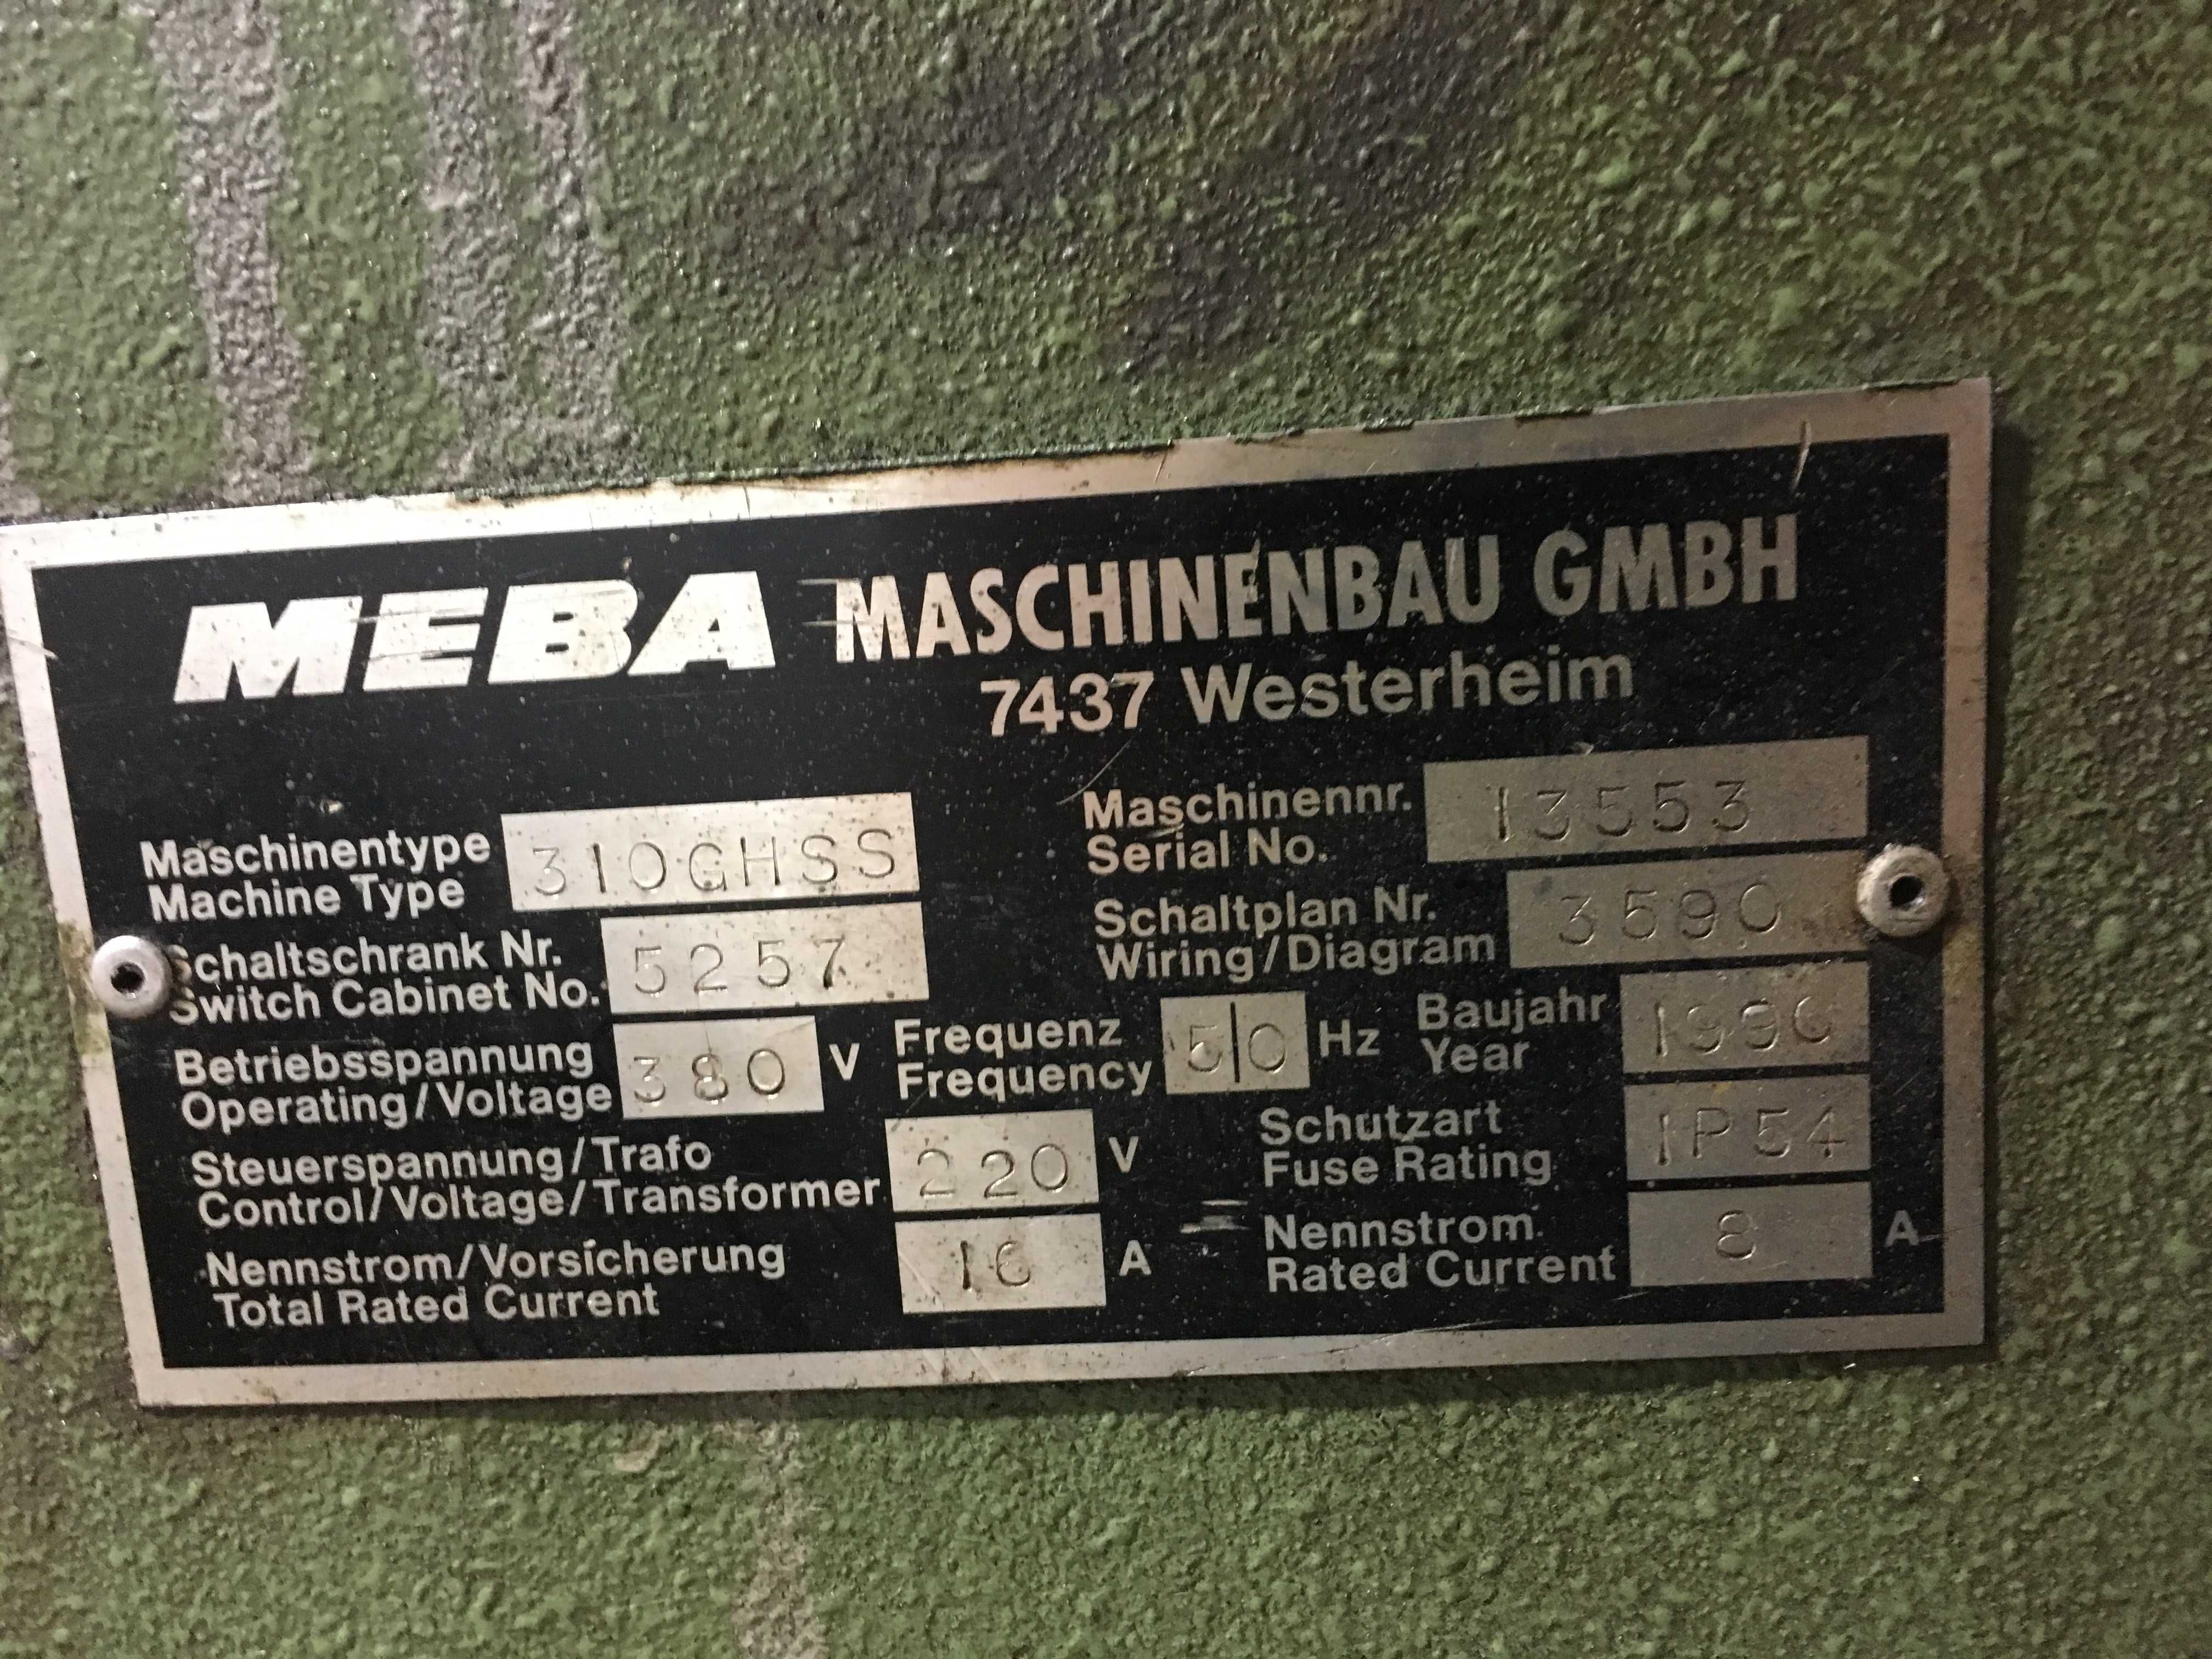 MEBA MASCHINENBAU GMBH
7437 Westerheim
Maschinentype
Machine Type
310GHSS
Maschinennr.
Serial No.
13553
Schaltschrank Nr.
Switch Cabinet No.
5257
Schaltplan Nr.
Wiring/Diagram
3590
Betriebsspannung
Operating/Voltage
380 V
Frequenz
Frequency
50 Hz
Baujahr
Year
1990
Steuerspannung/Trafo
Control/Voltage/Transformer
220 V
Schutzart
Fuse Rating
IP54
Nennstrom/Vorsicherung
Total Rated Current
16 A
Nennstrom
Rated Current
8 A